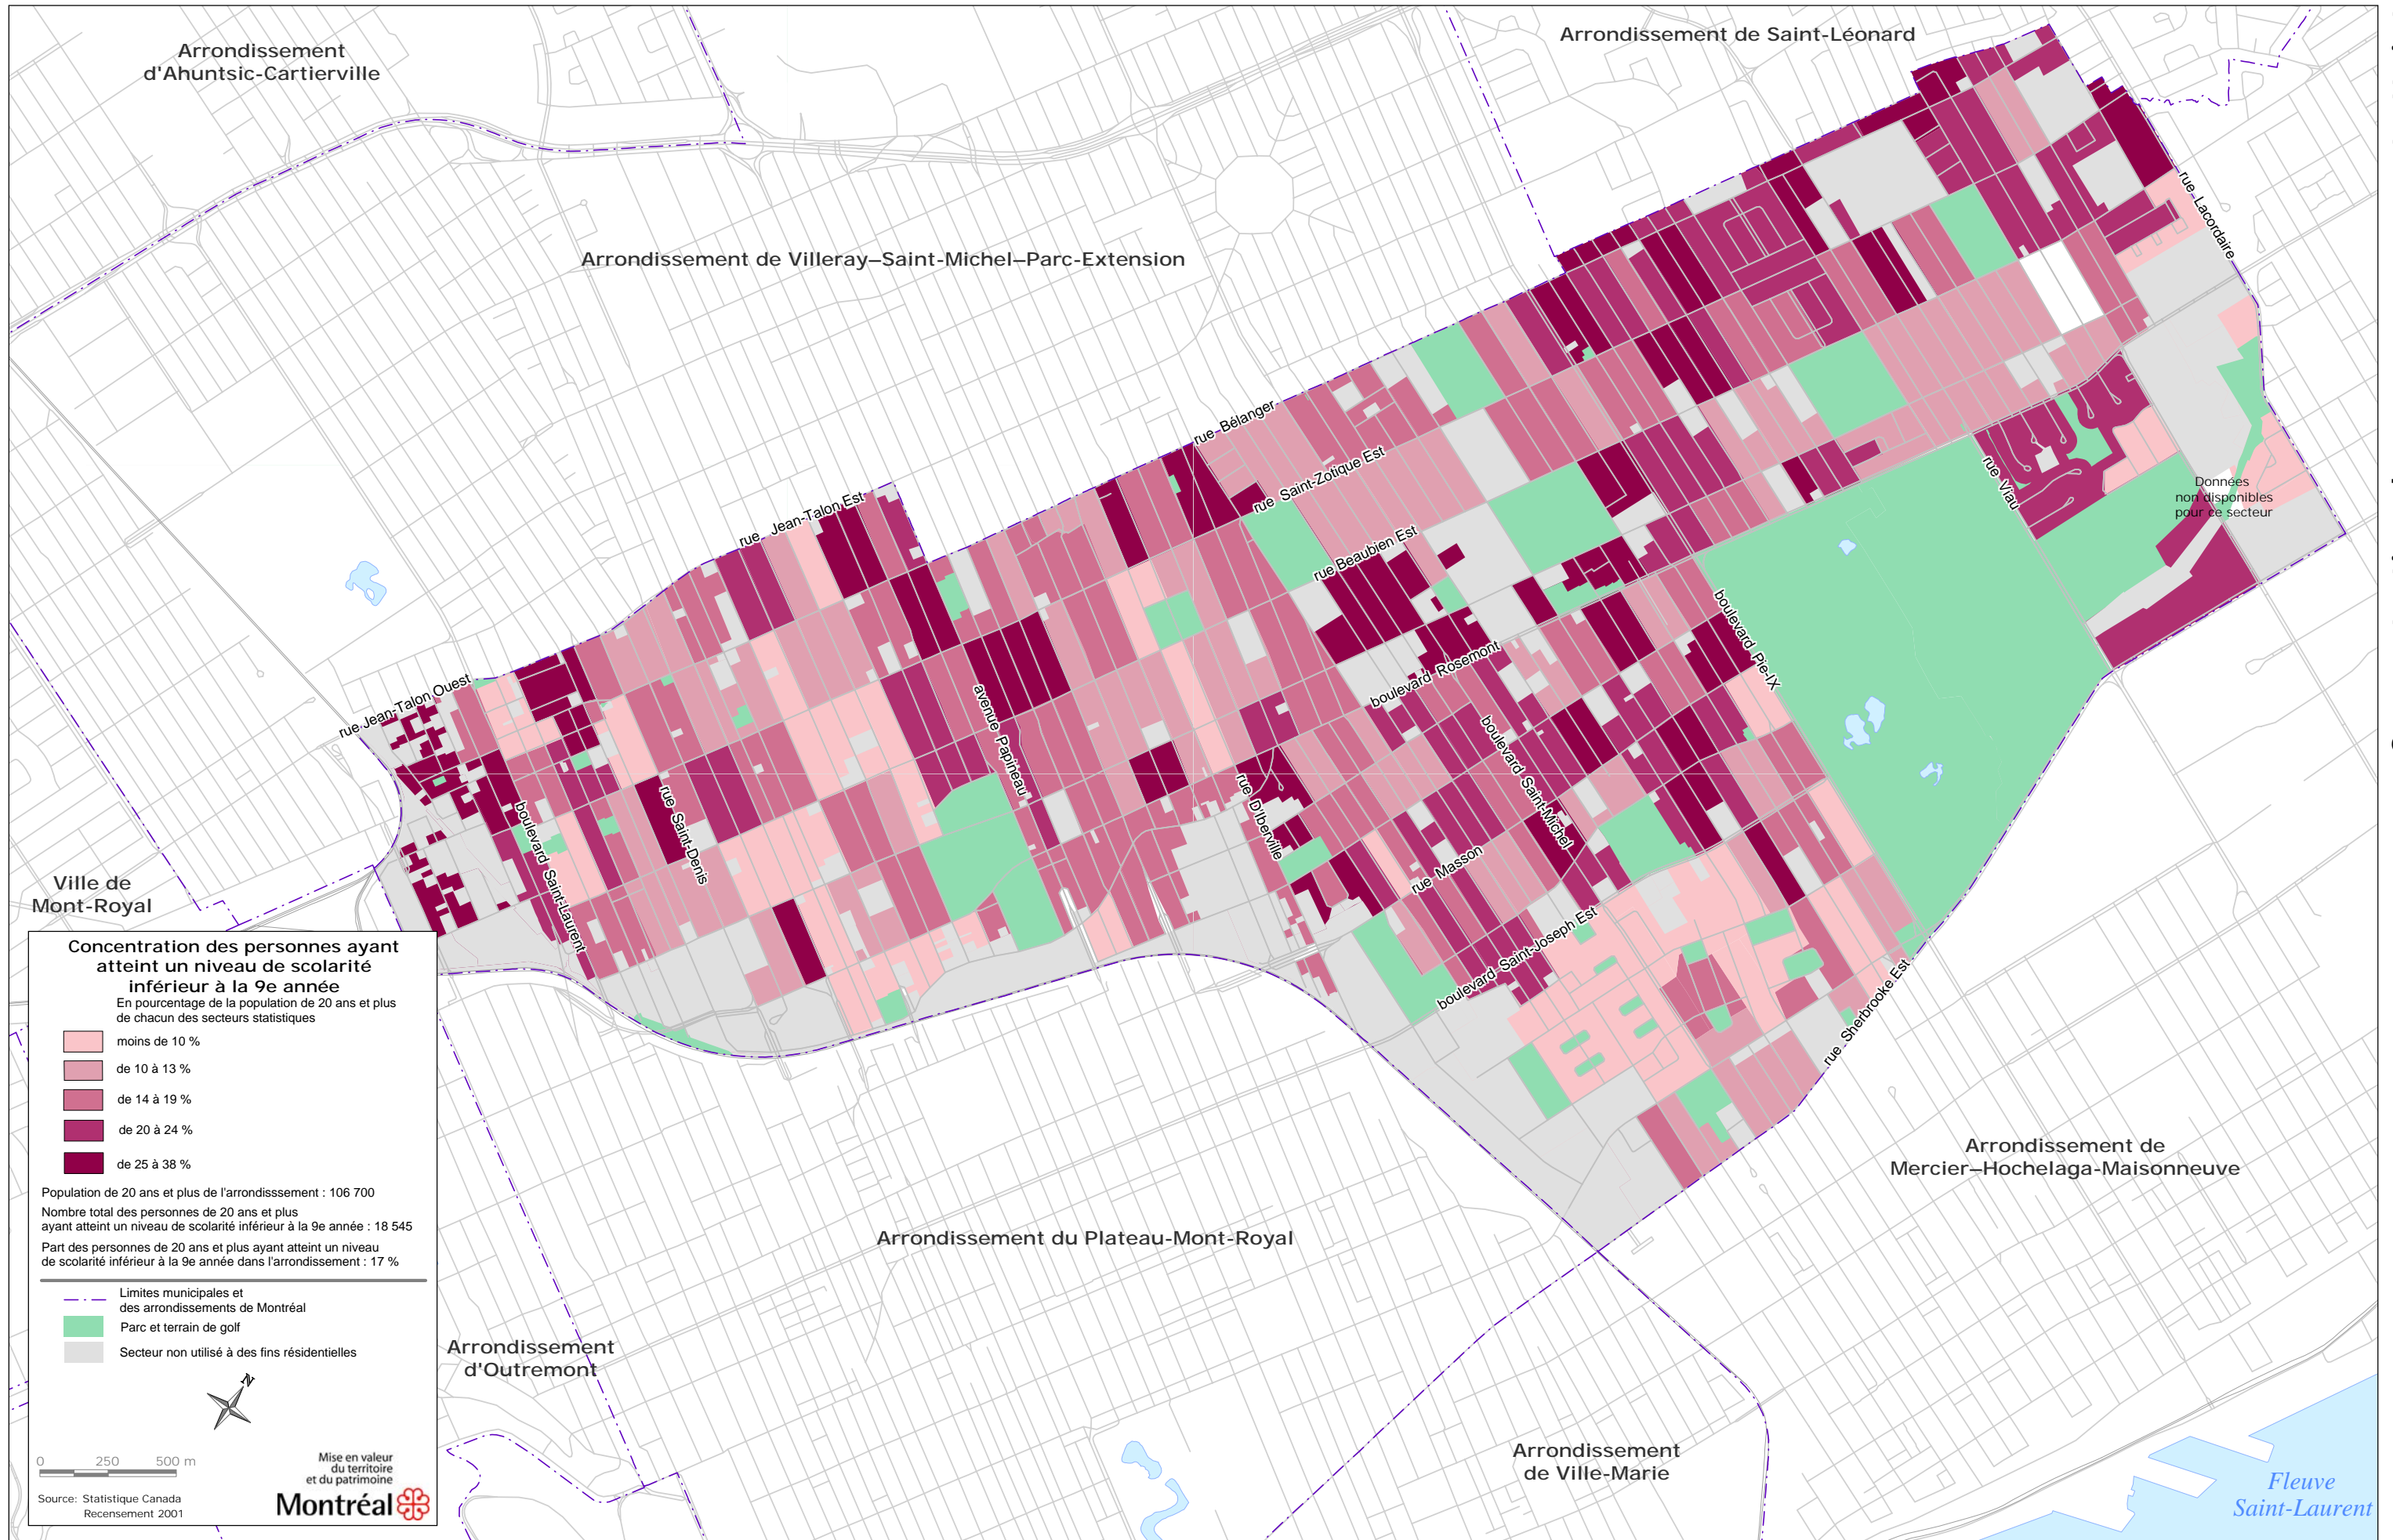 Arrondissement
d'Ahuntsic-Cartierville
Arrondissement de Saint-Léonard
Arrondissement de Villeray–Saint-Michel–Parc-Extension
rue Lacordaire
rue Bélanger
rue Saint-Zotique Est
rue Jean-Talon Est
rue Beaubien Est
rue Viau
Données
non disponibles
pour ce secteur
boulevard Pie-IX
boulevard Rosemont
rue Jean-Talon Ouest
avenue Papineau
boulevard Saint-Michel
rue D'Iberville
rue Saint-Denis
boulevard Saint-Laurent
rue Masson
boulevard Saint-Joseph Est
rue Sherbrooke Est
Ville de
Mont-Royal
Arrondissement de
Mercier–Hochelaga-Maisonneuve
Arrondissement du Plateau-Mont-Royal
Arrondissement
d'Outremont
Arrondissement
de Ville-Marie
Fleuve
Saint-Laurent
Concentration des personnes ayant
atteint un niveau de scolarité
inférieur à la 9e année
En pourcentage de la population de 20 ans et plus
de chacun des secteurs statistiques
moins de 10 %
de 10 à 13 %
de 14 à 19 %
de 20 à 24 %
de 25 à 38 %
Population de 20 ans et plus de l'arrondisssement : 106 700
Nombre total des personnes de 20 ans et plus
ayant atteint un niveau de scolarité inférieur à la 9e année : 18 545
Part des personnes de 20 ans et plus ayant atteint un niveau
de scolarité inférieur à la 9e année dans l'arrondissement : 17 %
Limites municipales et
des arrondissements de Montréal
Parc et terrain de golf
Secteur non utilisé à des fins résidentielles
N
0 250 500 m
Mise en valeur
du territoire
et du patrimoine
Montréal
Source: Statistique Canada
Recensement 2001